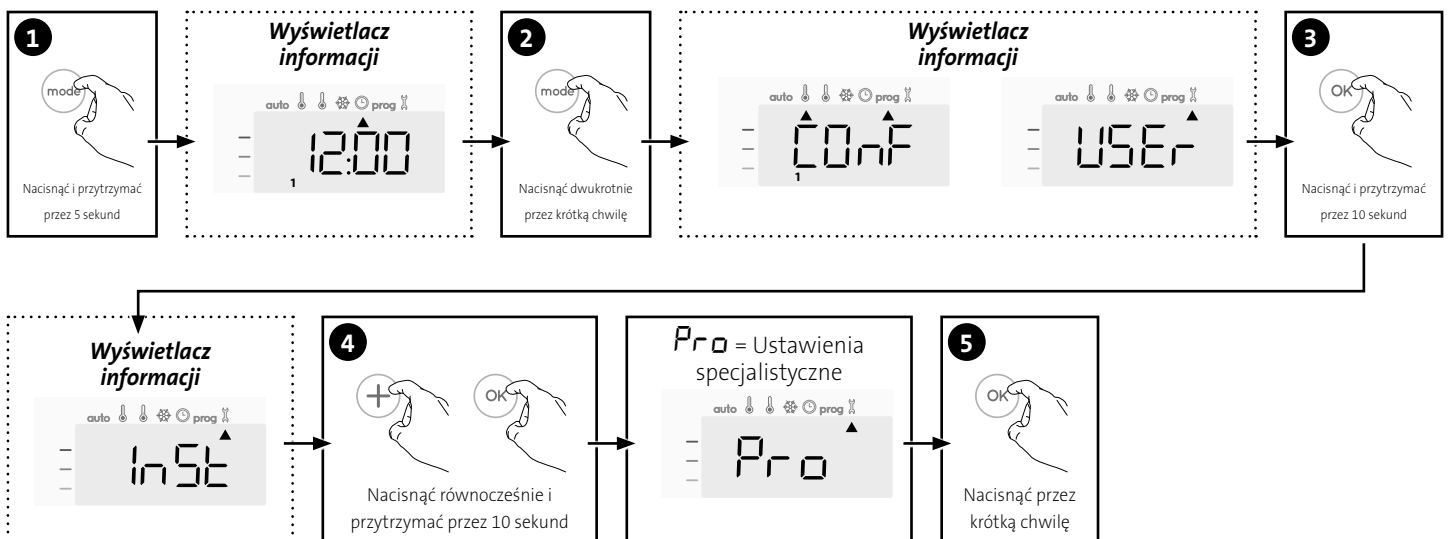 1
mode
Nacisnąć i przytrzymać
przez 5 sekund
Wyświetlacz
informacji
auto prog
12:00
1
2
mode
Nacisnąć dwukrotnie
przez krótką chwilę
Wyświetlacz
informacji
auto prog
COnF
1
auto prog
USEr
3
OK
Nacisnąć i przytrzymać
przez 10 sekund
Wyświetlacz
informacji
auto prog
InSt
4
+
OK
Nacisnąć równocześnie i
przytrzymać przez 10 sekund
Pro = Ustawienia
specjalistyczne
auto prog
Pro
5
OK
Nacisnąć przez
krótką chwilę